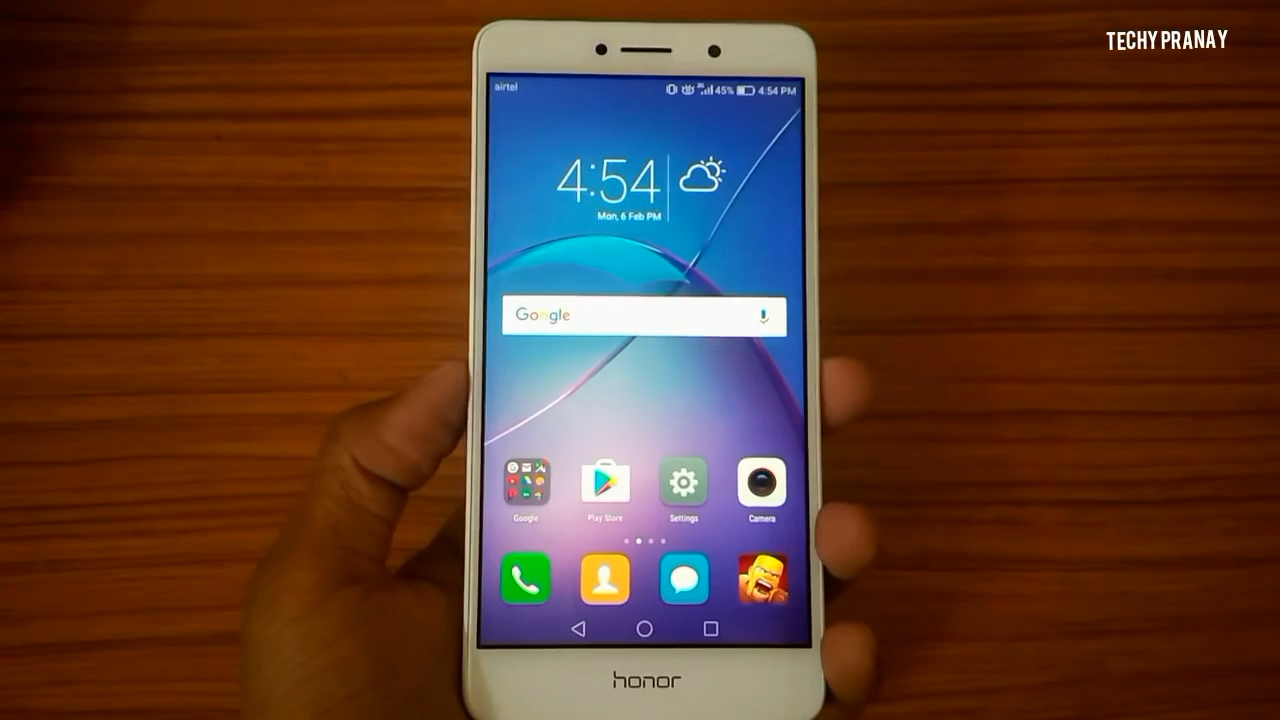 TECHY PRANAY
airtel
3G 45% 4:54 PM
4:54
Mon, 6 Feb PM
Google
Google
Play Store
Settings
Camera
honor